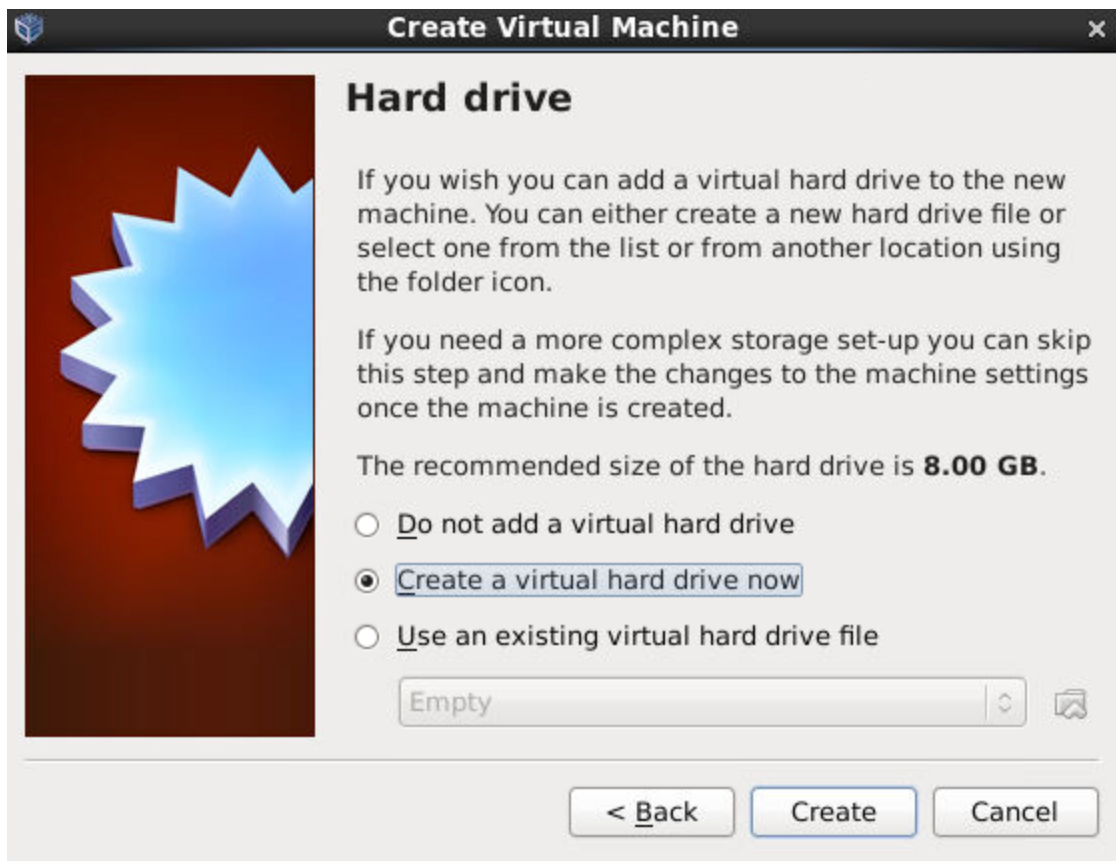 Create Virtual Machine
Hard drive
If you wish you can add a virtual hard drive to the new
machine. You can either create a new hard drive file or
select one from the list or from another location using
the folder icon.
If you need a more complex storage set-up you can skip
this step and make the changes to the machine settings
once the machine is created.
The recommended size of the hard drive is 8.00 GB.
Do not add a virtual hard drive
Create a virtual hard drive now
Use an existing virtual hard drive file
Empty
< Back
Create
Cancel